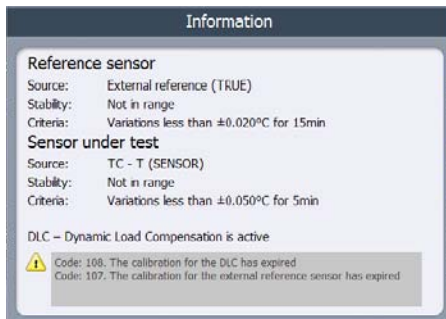 Information
Reference sensor
Source: External reference (TRUE)
Stability: Not in range
Criteria: Variations less than ±0.020°C for 15min
Sensor under test
Source: TC - T (SENSOR)
Stability: Not in range
Criteria: Variations less than ±0.050°C for 5min
DLC – Dynamic Load Compensation is active
Code: 108. The calibration for the DLC has expired
Code: 107. The calibration for the external reference sensor has expired